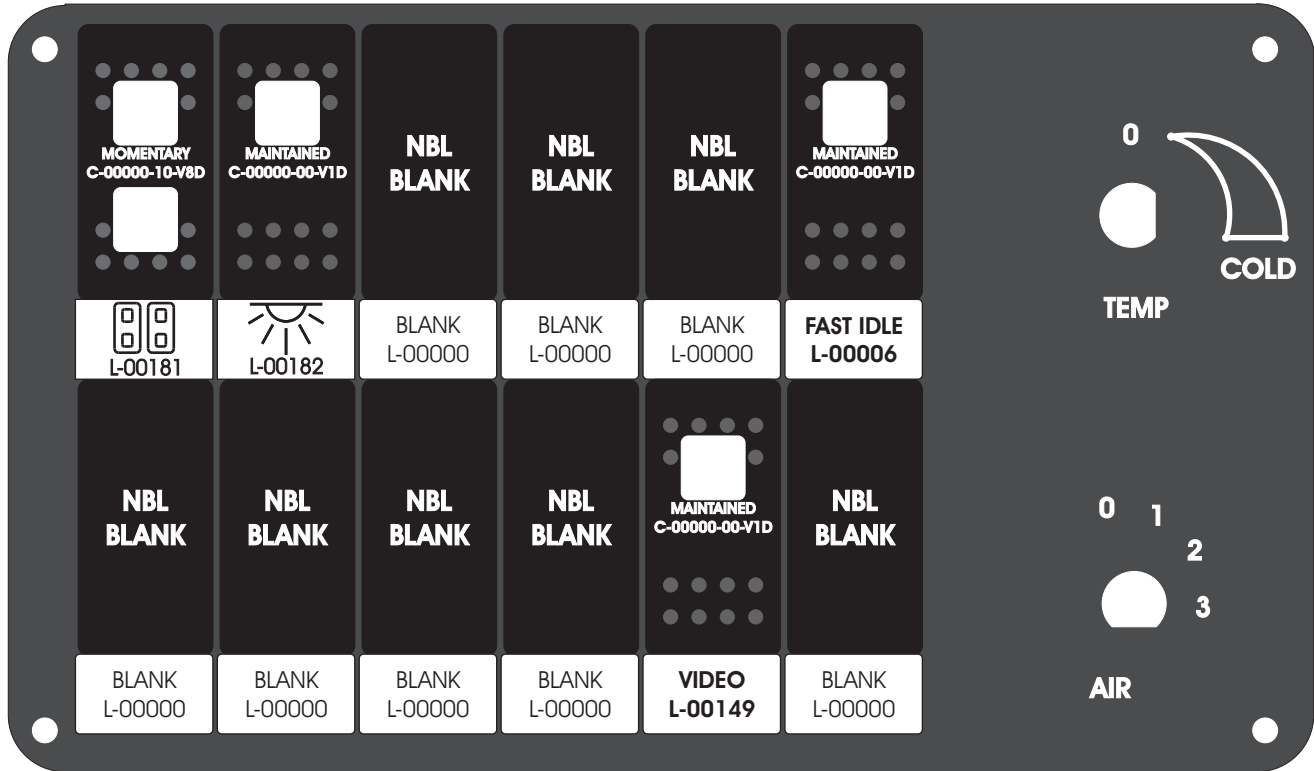 MOMENTARY
C-00000-10-V8D
MAINTAINED
C-00000-00-V1D
NBL
BLANK
NBL
BLANK
NBL
BLANK
MAINTAINED
C-00000-00-V1D
L-00181
L-00182
BLANK
L-00000
BLANK
L-00000
BLANK
L-00000
FAST IDLE
L-00006
NBL
BLANK
NBL
BLANK
NBL
BLANK
NBL
BLANK
MAINTAINED
C-00000-00-V1D
NBL
BLANK
BLANK
L-00000
BLANK
L-00000
BLANK
L-00000
BLANK
L-00000
VIDEO
L-00149
BLANK
L-00000
0
COLD
TEMP
0
1
2
3
AIR